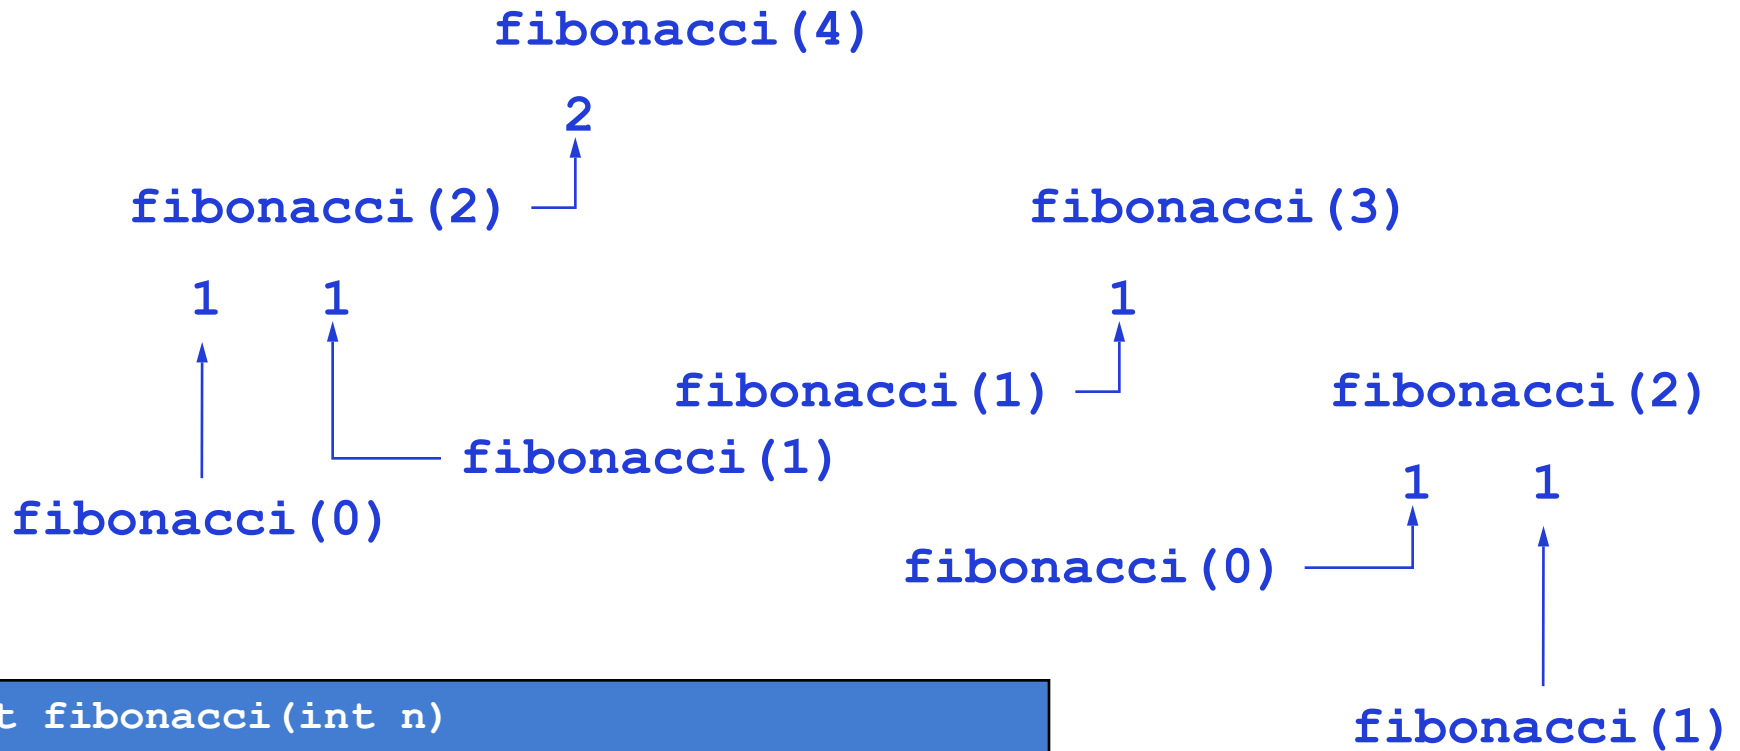 fibonacci(4)
2
fibonacci(2) fibonacci(3)
1 1 1
fibonacci(1) fibonacci(2)
fibonacci(1)
1 1
fibonacci(0)
fibonacci(0)
t fibonacci(int n)
fibonacci(1)